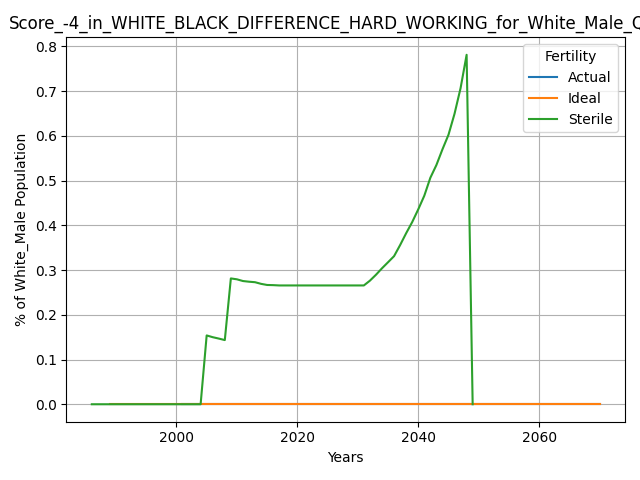 Score_-4_in_WHITE_BLACK_DIFFERENCE_HARD_WORKING_for_White_Male_
Fertility
Actual
Ideal
Sterile
% of White_Male Population
0.8
0.7
0.6
0.5
0.4
0.3
0.2
0.1
0.0
2000
2020
2040
2060
Years